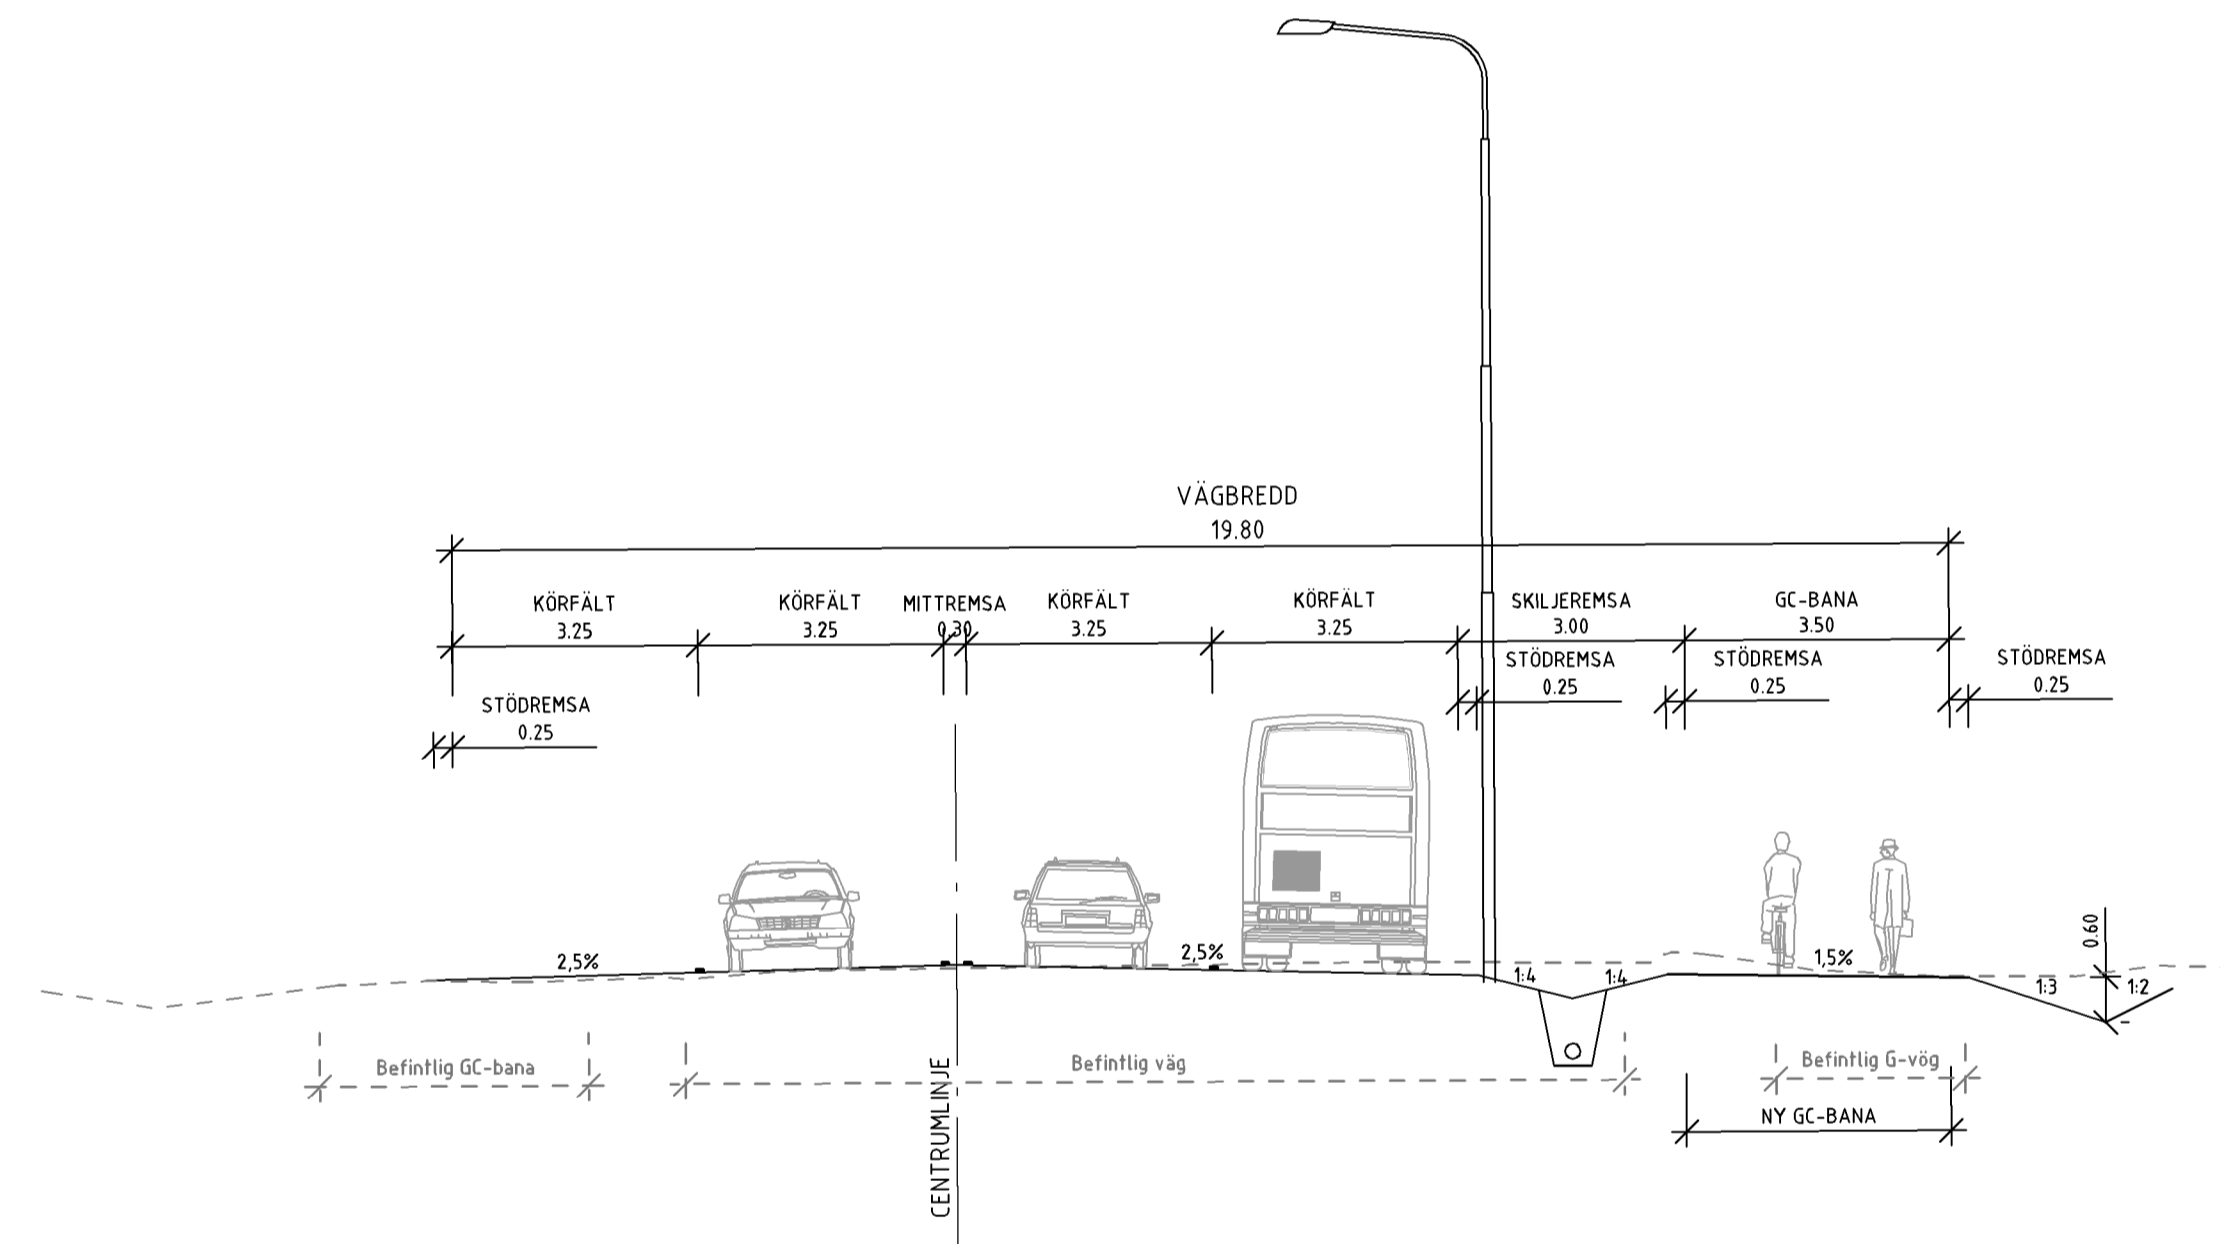 VÄGBREDD
19.80
KÖRFÄLT
3.25
KÖRFÄLT
3.25
MITTREMSA
0.30
KÖRFÄLT
3.25
KÖRFÄLT
3.25
SKILJEREMSA
3.00
GC-BANA
3.50
STÖDREMSA
0.25
STÖDREMSA
0.25
STÖDREMSA
0.25
STÖDREMSA
0.25
2,5%
2,5%
1:4
1:4
1,5%
1:3
1:2
0.60
Befintlig GC-bana
Befintlig väg
Befintlig G-vög
NY GC-BANA
CENTRUMLINJE